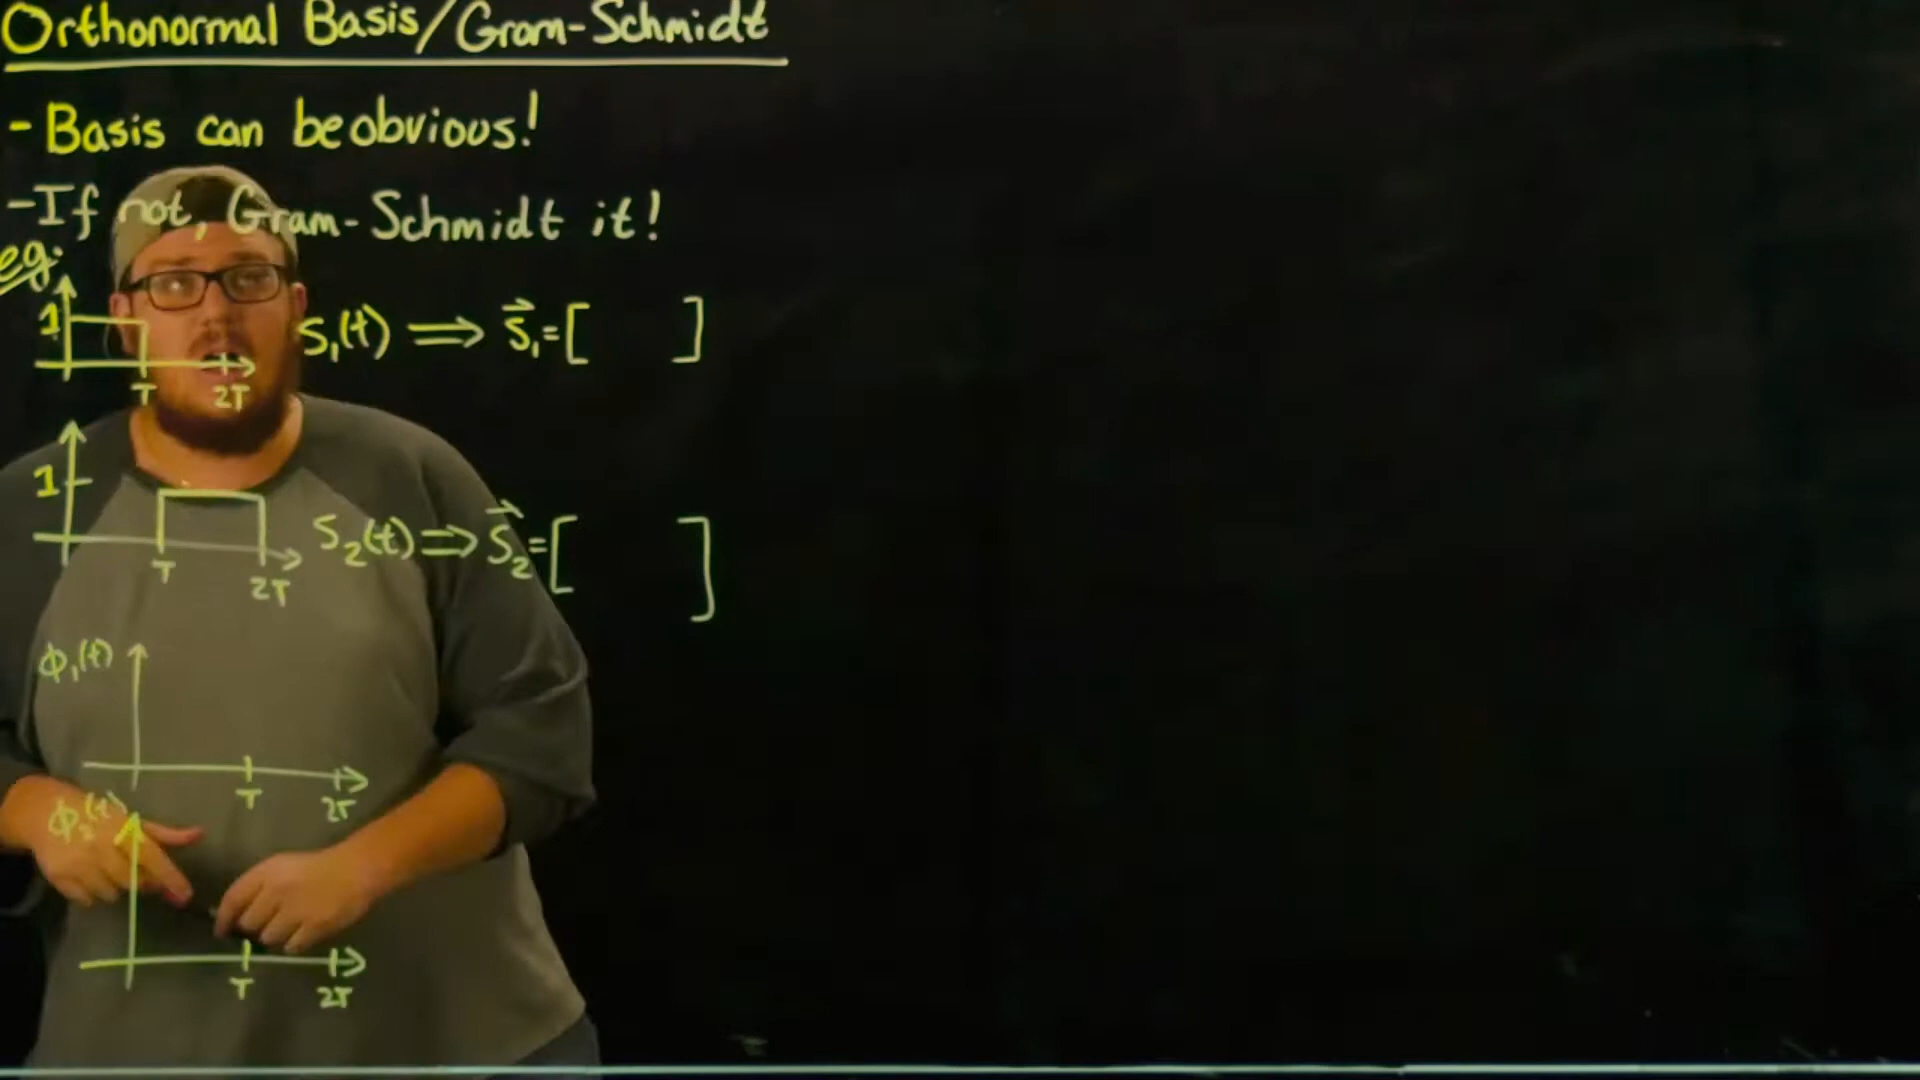 Orthonormal Basis/Gram-Schmidt
- Basis can be obvious!
- If not, Gram-Schmidt it!
eg:
1
S₁(t) ⟹ S⃗₁=[ ]
T 2T
1
S₂(t) ⟹ S⃗₂=[ ]
T 2T
ϕ₁(t)
T 2T
ϕ₂(t)
T 2T